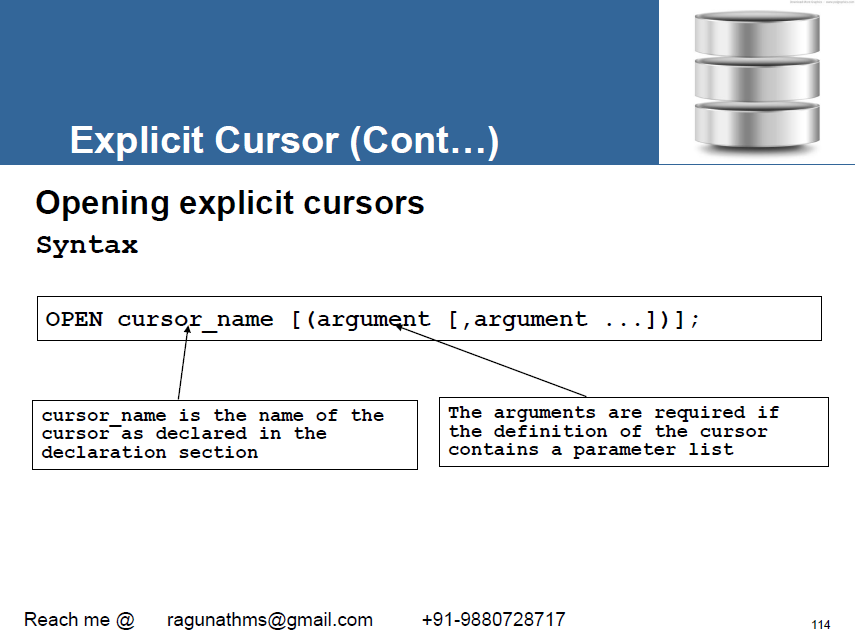 Explicit Cursor (Cont…)
Opening explicit cursors
Syntax
OPEN cursor_name [(argument [,argument ...])];
cursor_name is the name of the
cursor as declared in the
declaration section
The arguments are required if
the definition of the cursor
contains a parameter list
Reach me @ ragunathms@gmail.com +91-9880728717
114